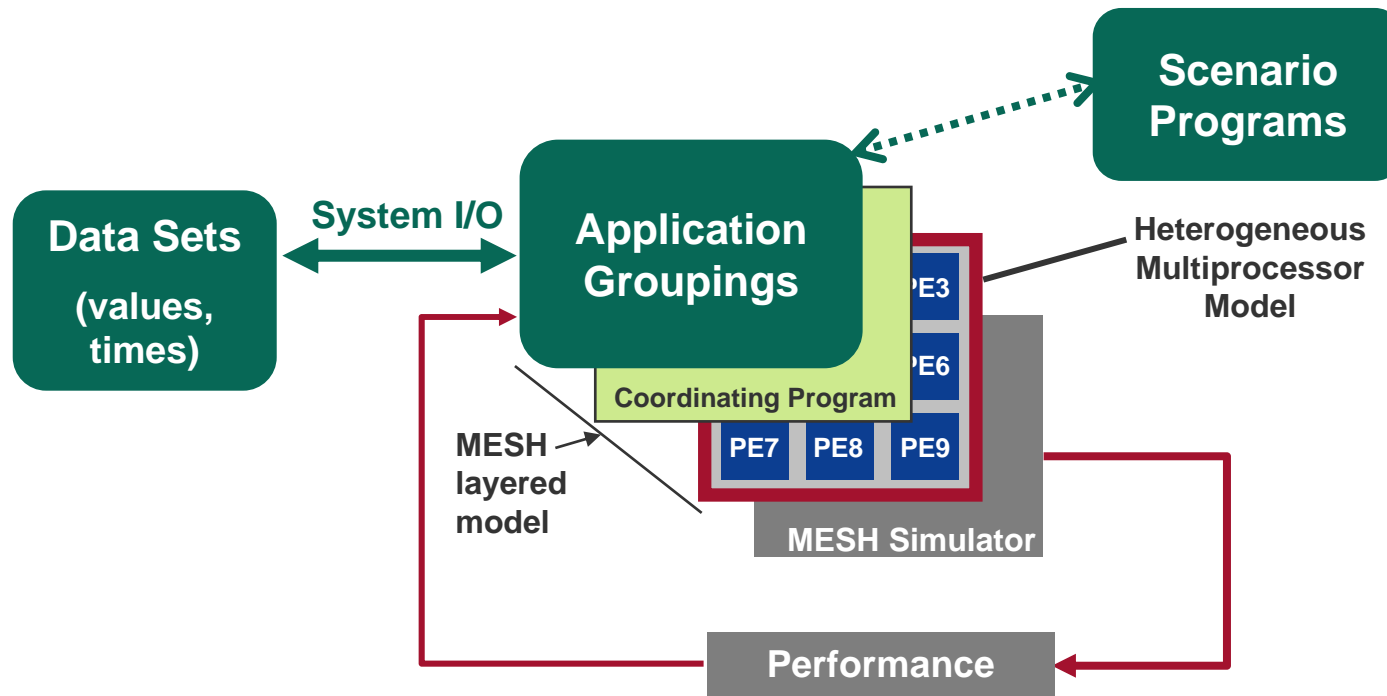 Scenario
Programs
System I/O
Data Sets
(values,
times)
Application
Groupings
Heterogeneous
Multiprocessor
Model
PE3
PE6
Coordinating Program
PE7 PE8 PE9
MESH
layered
model
MESH Simulator
Performance